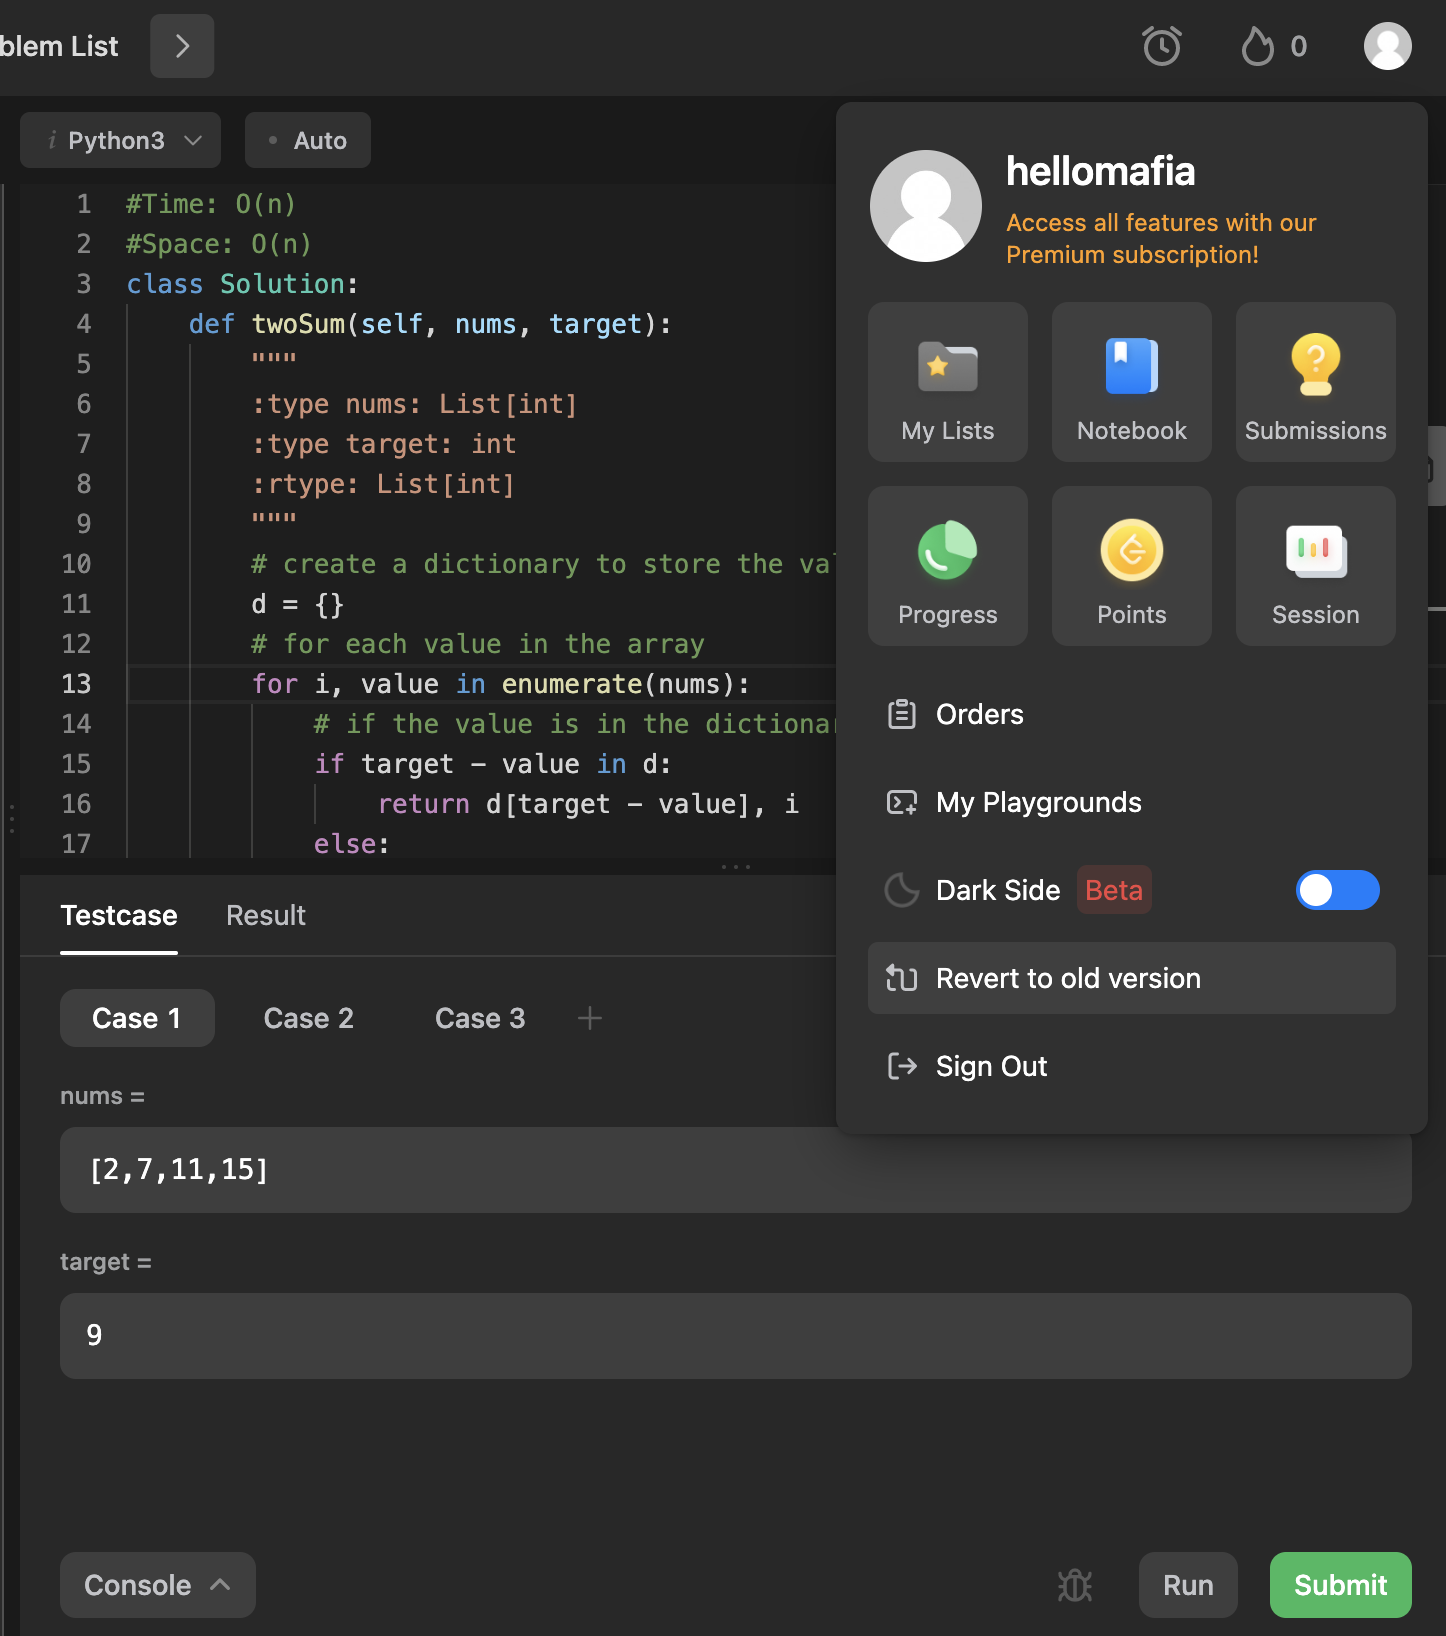 blem List
0
i Python3
Auto
hellomafia
Access all features with our
Premium subscription!
My Lists
Notebook
Submissions
Progress
Points
Session
Orders
My Playgrounds
Dark Side Beta
Revert to old version
Sign Out
1 #Time: O(n)
2 #Space: O(n)
3 class Solution:
4 def twoSum(self, nums, target):
5 """
6 :type nums: List[int]
7 :type target: int
8 :rtype: List[int]
9 """
10 # create a dictionary to store the va
11 d = {}
12 # for each value in the array
13 for i, value in enumerate(nums):
14 # if the value is in the dictiona
15 if target - value in d:
16 return d[target - value], i
17 else:
Testcase
Result
Case 1
Case 2
Case 3
nums =
[2,7,11,15]
target =
9
Console
Run
Submit